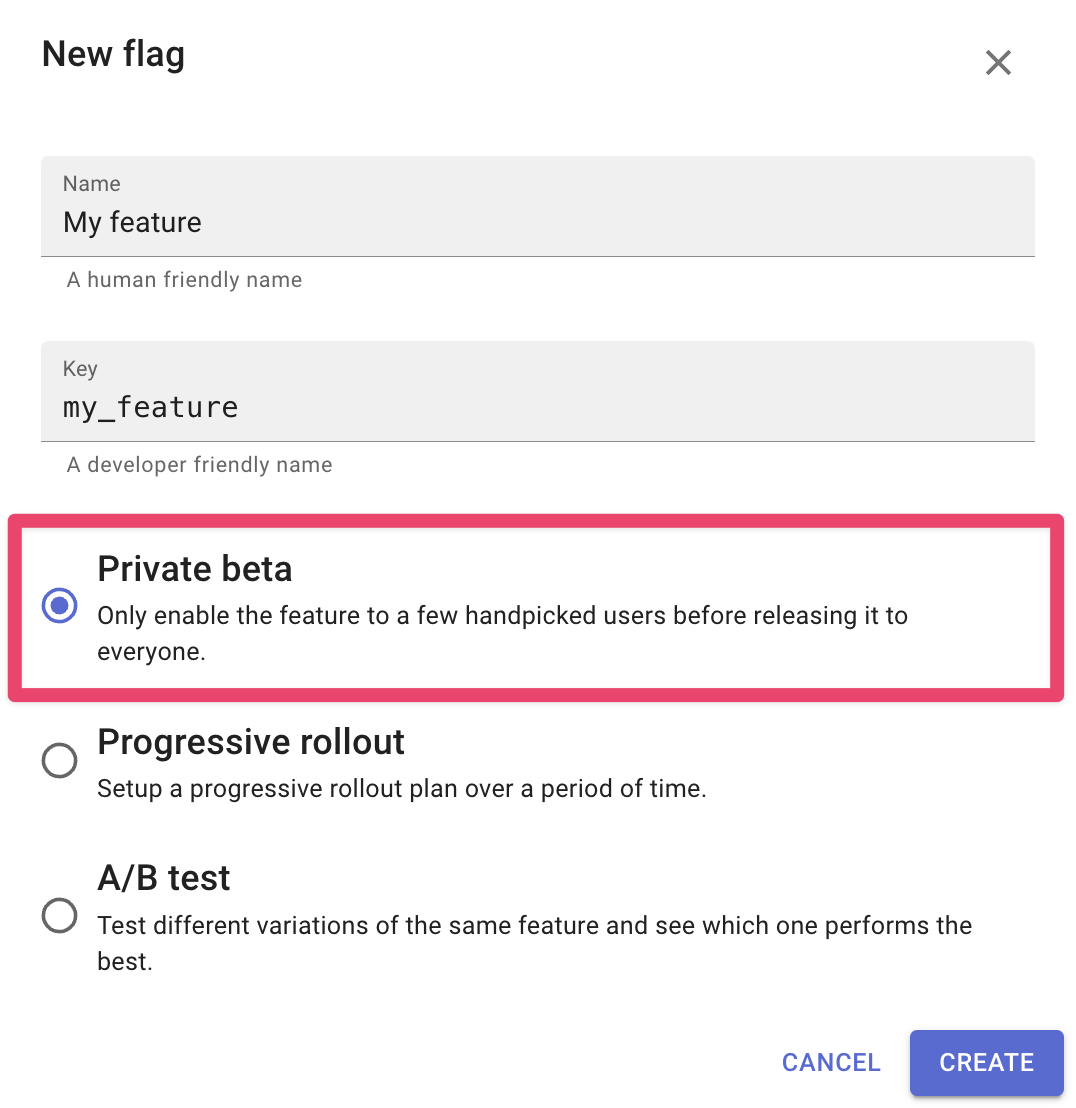 New flag
Name
My feature
A human friendly name
Key
my_feature
A developer friendly name
Private beta
Only enable the feature to a few handpicked users before releasing it to
everyone.
Progressive rollout
Setup a progressive rollout plan over a period of time.
A/B test
Test different variations of the same feature and see which one performs the
best.
CANCEL CREATE